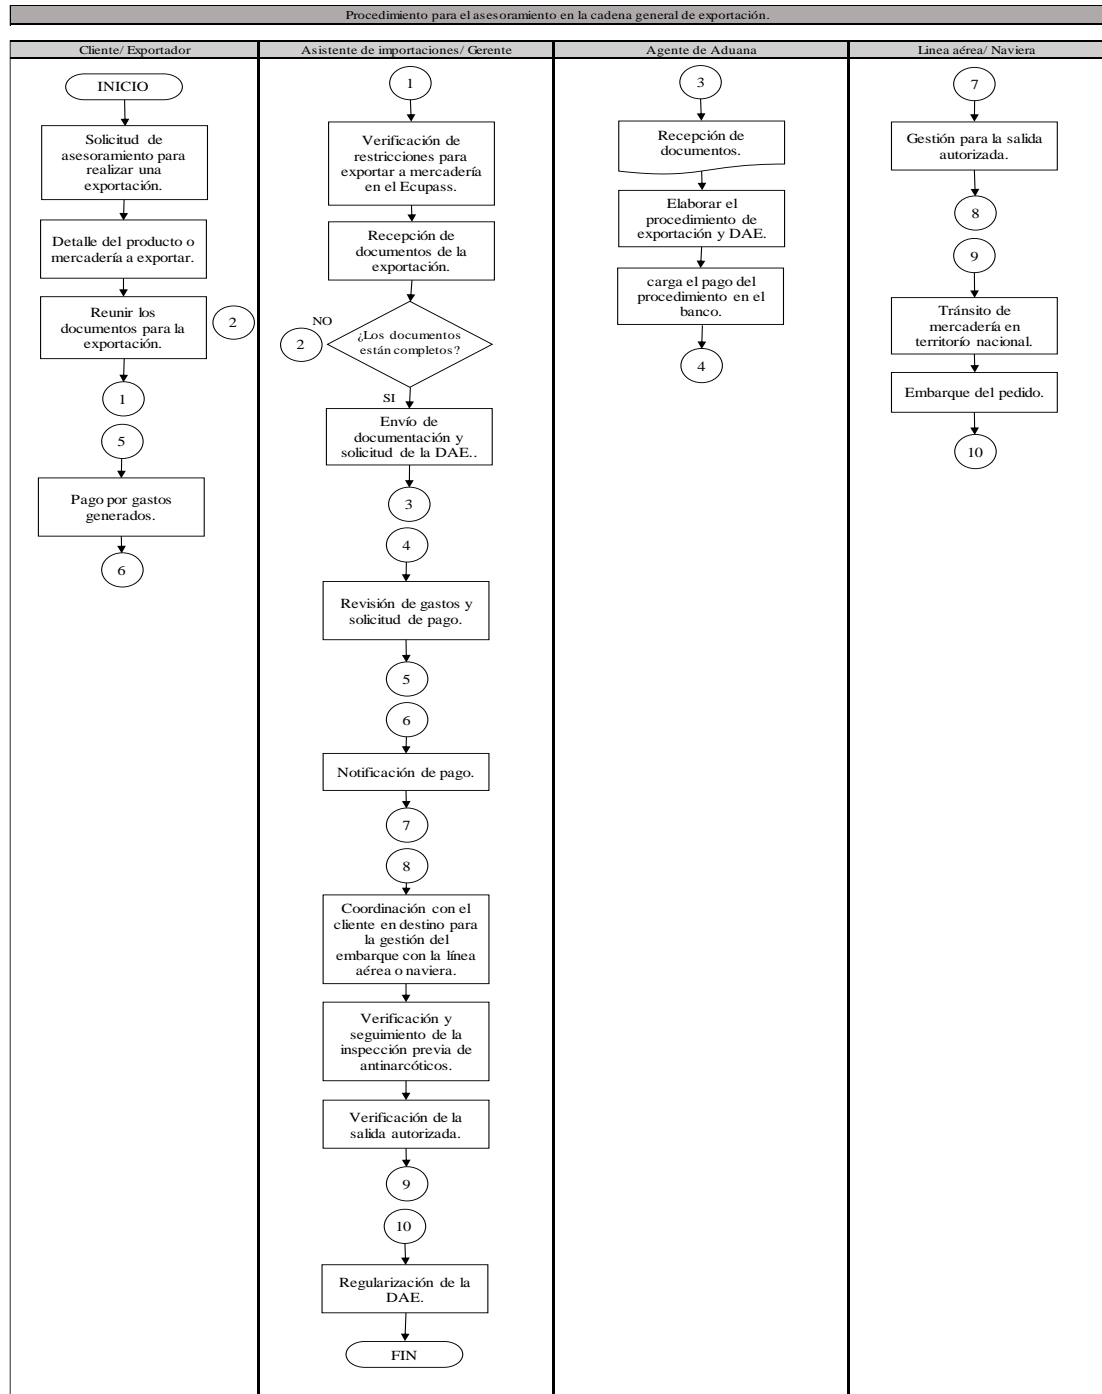 Procedimiento para el asesoramiento en la cadena general de exportación.
Cliente/ Exportador
INICIO
Solicitud de
asesoramiento para
realizar una
exportación.
Detalle del producto o
mercadería a exportar.
Reunir los
documentos para la
exportación.
2
1
5
Pago por gastos
generados.
6
Asistente de importaciones/ Gerente
1
Verificación de
restricciones para
exportar a mercadería
en el Ecupass.
Recepción de
documentos de la
exportación.
NO
2
¿Los documentos
están completos?
SI
Envío de
documentación y
solicitud de la DAE..
3
4
Revisión de gastos y
solicitud de pago.
5
6
Notificación de pago.
7
8
Coordinación con el
cliente en destino para
la gestión del
embarque con la línea
aérea o naviera.
Verificación y
seguimiento de la
inspección previa de
antinarcóticos.
Verificación de la
salida autorizada.
9
10
Regularización de la
DAE.
FIN
Agente de Aduana
3
Recepción de
documentos.
Elaborar el
procedimiento de
exportación y DAE.
carga el pago del
procedimiento en el
banco.
4
Linea aérea/ Naviera
7
Gestión para la salida
autorizada.
8
9
Tránsito de
mercadería en
territorío nacional.
Embarque del pedido.
10